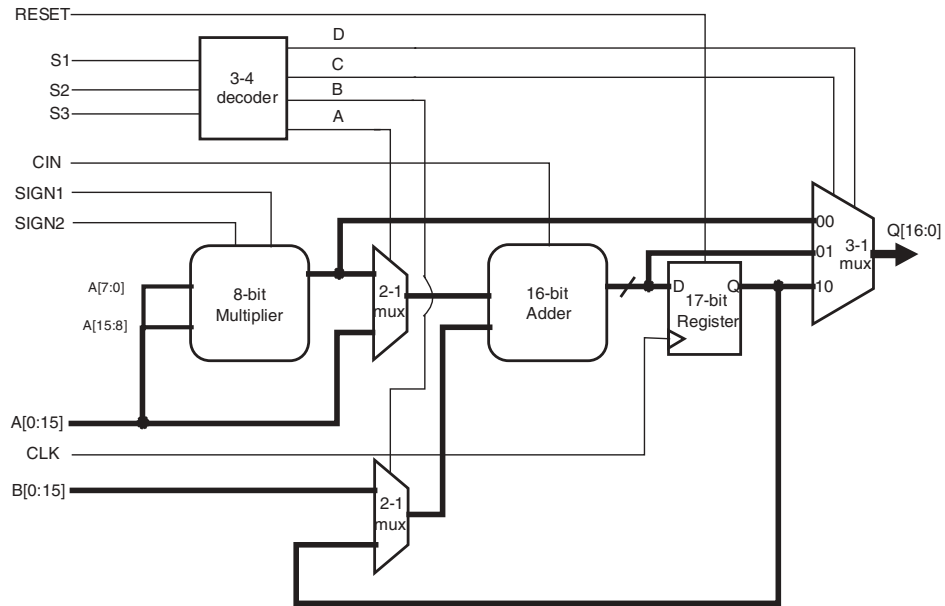 RESET
D
S1
C
3-4
decoder
S2
B
S3
A
CIN
SIGN1
SIGN2
00
Q[16:0]
3-1
mux
01
A[7:0]
8-bit
Multiplier
2-1
mux
16-bit
Adder
D
Q
17-bit
Register
10
A[15:8]
A[0:15]
CLK
B[0:15]
2-1
mux